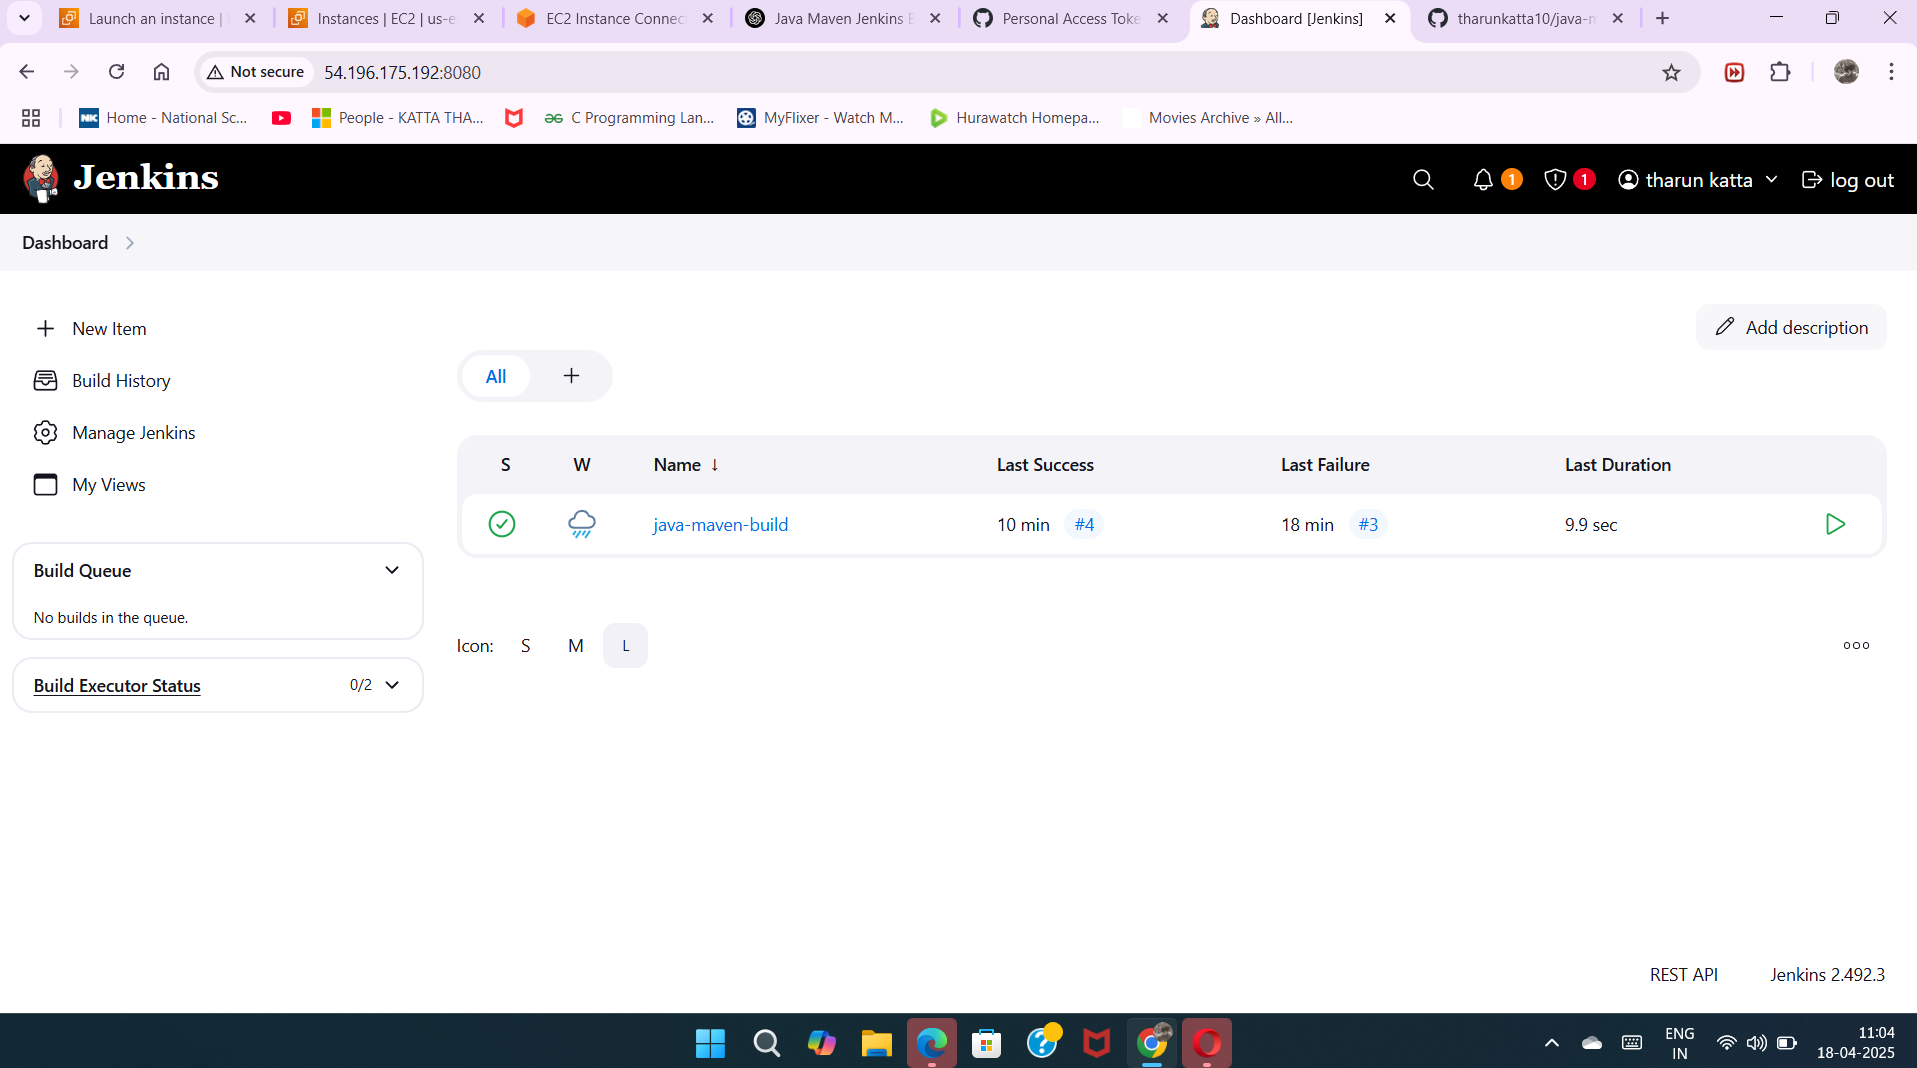 Launch an instance |
Instances | EC2 | us-e
EC2 Instance Connec
Java Maven Jenkins
Personal Access Toke
Dashboard [Jenkins]
tharunkatta10/java-m
Not secure
54.196.175.192:8080
Home - National Sc...
People - KATTA THA...
C Programming Lan...
MyFlixer - Watch M...
Hurawatch Homepa...
Movies Archive » All...
Jenkins
1
1
tharun katta
log out
Dashboard
New Item
Build History
Manage Jenkins
My Views
Add description
All
S W Name ↓ Last Success Last Failure Last Duration
java-maven-build 10 min #4 18 min #3 9.9 sec
Build Queue
No builds in the queue.
Build Executor Status 0/2
Icon: S M L
REST API
Jenkins 2.492.3
ENG
IN
11:04
18-04-2025